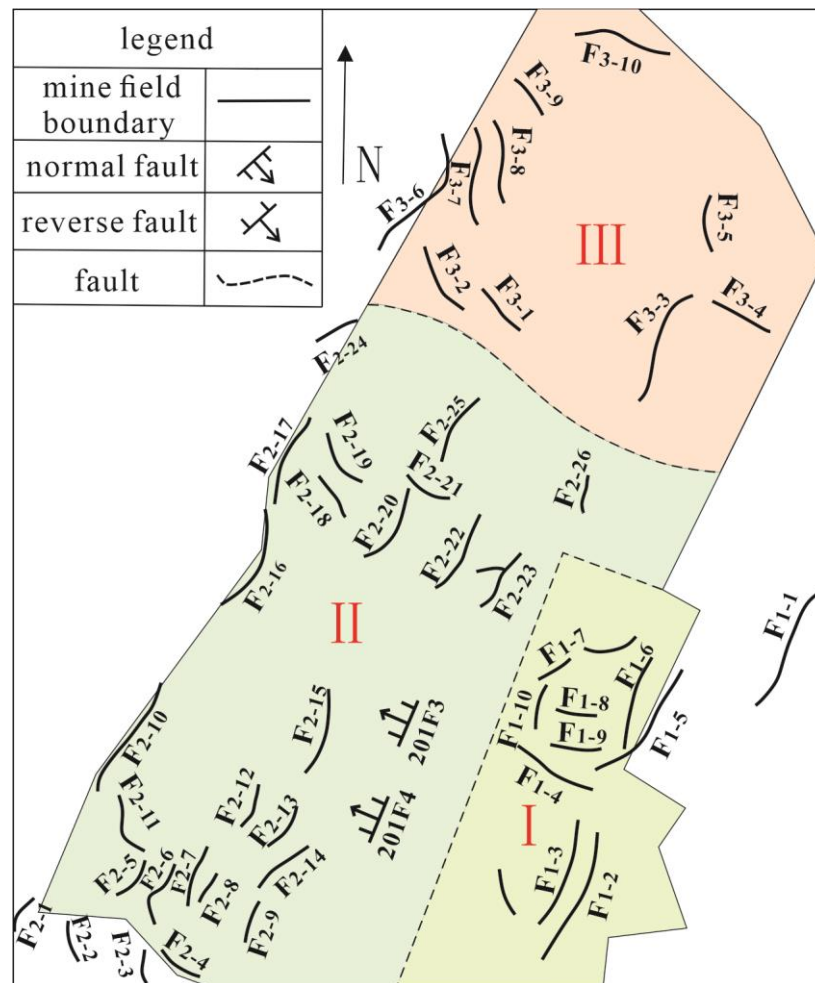 legend
mine field
boundary
normal fault
reverse fault
fault
N
F3-10
F3-9
F3-8
F3-7
F3-6
F3-5
III
F3-2
F3-1
F3-3
F3-4
F2-24
F2-25
F2-17
F2-19
F2-21
F2-26
F2-18
F2-20
F2-22
F2-23
F2-16
II
F1-1
F1-7
F1-6
F1-8
F1-10
F1-9
F1-5
F1-4
F2-15
201F3
F2-10
F2-12
F2-13
201F4
F2-11
I
F1-3
F1-2
F2-5
F2-6
F2-7
F2-8
F2-14
F2-9
F2-1
F2-2
F2-3
F2-4